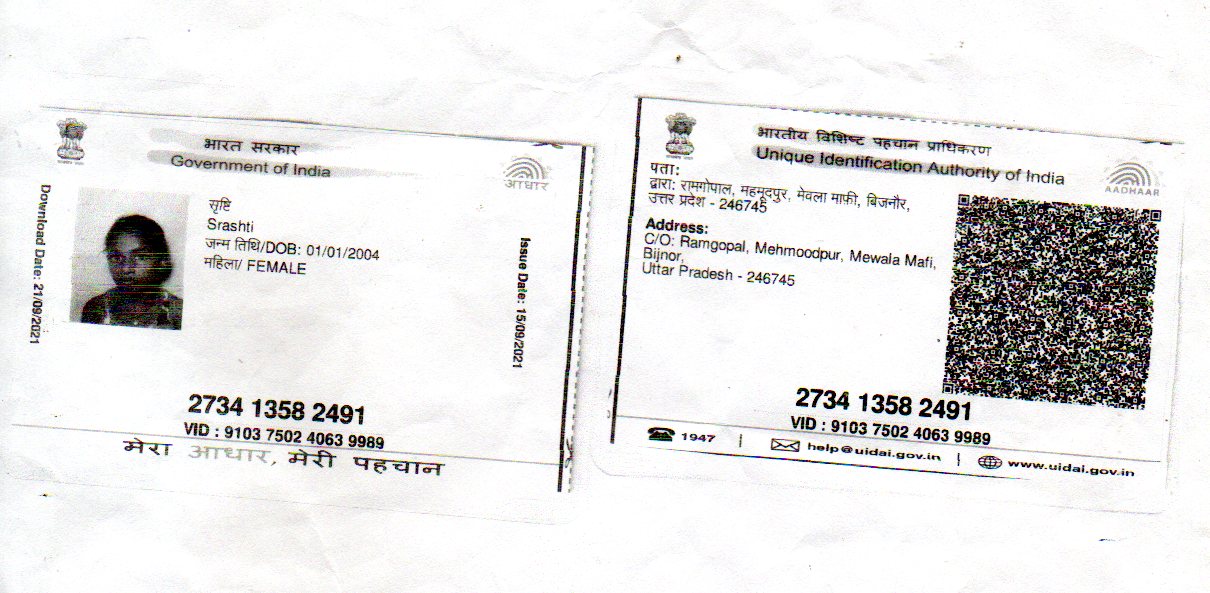 भारत सरकार
Government of India
आधार
Download Date: 21/09/2021
सृष्टि
Srashti
जन्म तिथि/DOB: 01/01/2004
महिला/ FEMALE
Issue Date: 15/09/2021
2734 1358 2491
VID : 9103 7502 4063 9989
मेरा आधार, मेरी पहचान
भारतीय विशिष्ट पहचान प्राधिकरण
Unique Identification Authority of India
AADHAAR
पता:
द्वारा: रामगोपाल, महमूदपुर, मेवला माफी, बिजनौर,
उत्तर प्रदेश - 246745
Address:
C/O: Ramgopal, Mehmoodpur, Mewala Mafi,
Bijnor,
Uttar Pradesh - 246745
2734 1358 2491
VID : 9103 7502 4063 9989
1947 | help@uidai.gov.in | www.uidai.gov.in